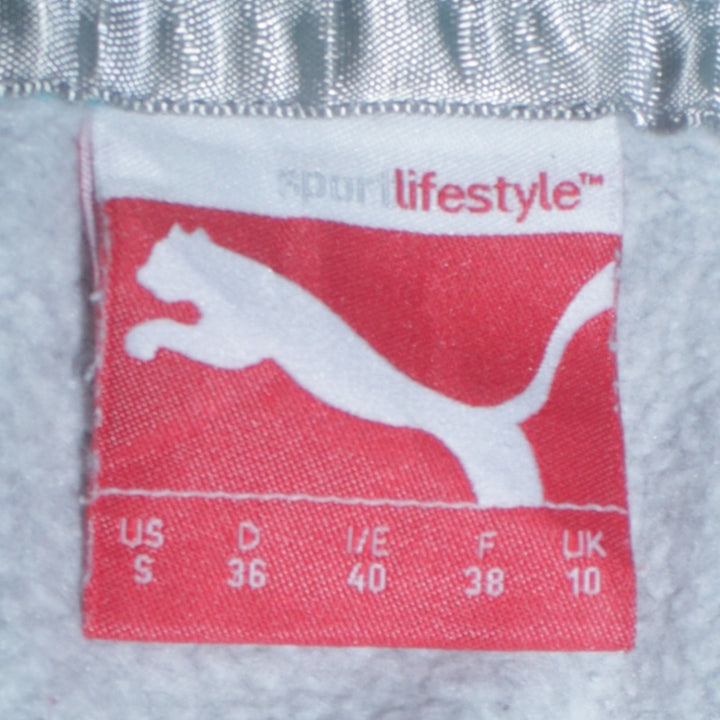 sportlifestyle™
US D I/E F UK
S 36 40 38 10